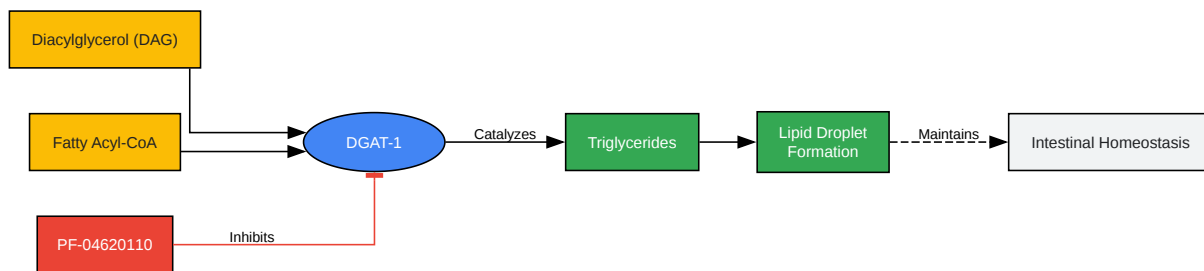 Diacylglycerol (DAG)
Fatty Acyl-CoA
DGAT-1
Catalyzes
Triglycerides
Lipid Droplet
Formation
Maintains
Intestinal Homeostasis
PF-04620110
Inhibits